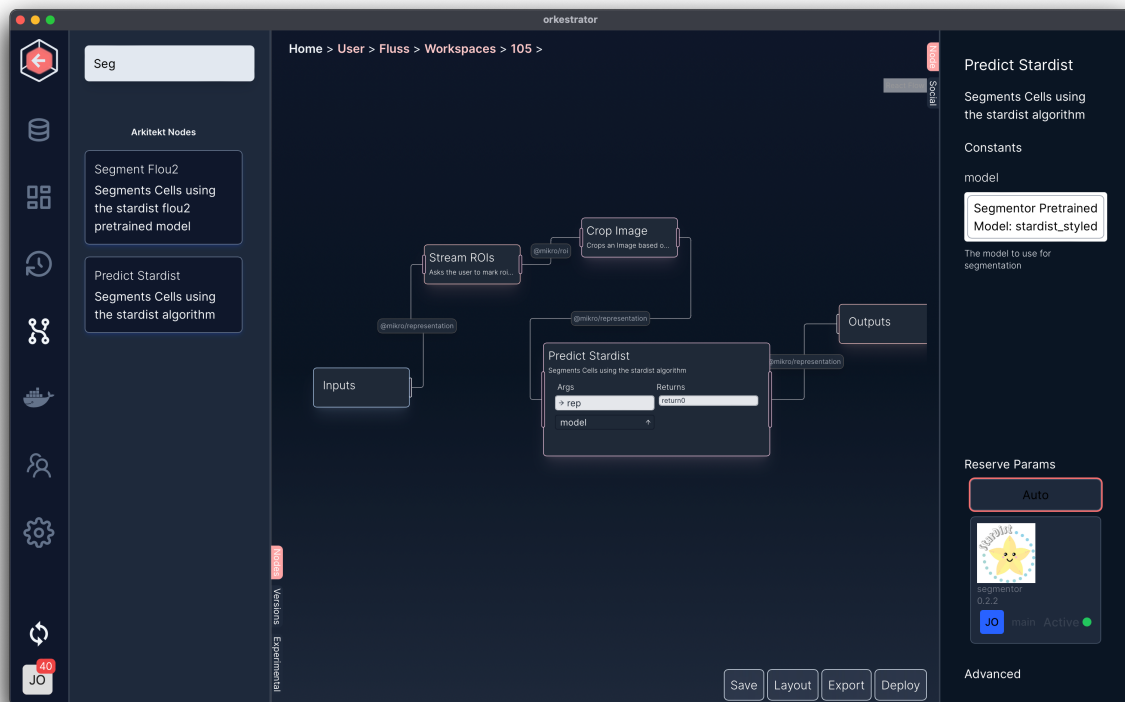 orkestrator
Seg
Arkitekt Nodes
Segment Flou2
Segments Cells using
the stardist flou2
pretrained model
Predict Stardist
Segments Cells using
the stardist algorithm
40
JO
Home > User > Fluss > Workspaces > 105 >
Node
Social
Inputs
@mikro/representation
Stream ROIs
Asks the user to mark roi...
@mikro/roi
Crop Image
Crops an Image based o...
@mikro/representation
Predict Stardist
Segments Cells using the stardist algorithm
Args
Returns
→ rep
return0
model ↑
mikro/representation
Outputs
Nodes
Versions
Experimental
Save
Layout
Export
Deploy
Predict Stardist
Segments Cells using
the stardist algorithm
Constants
model
Segmentor Pretrained
Model: stardist_styled
The model to use for
segmentation
Reserve Params
Auto
StarDist
segmentor
0.2.2
JO main Active
Advanced